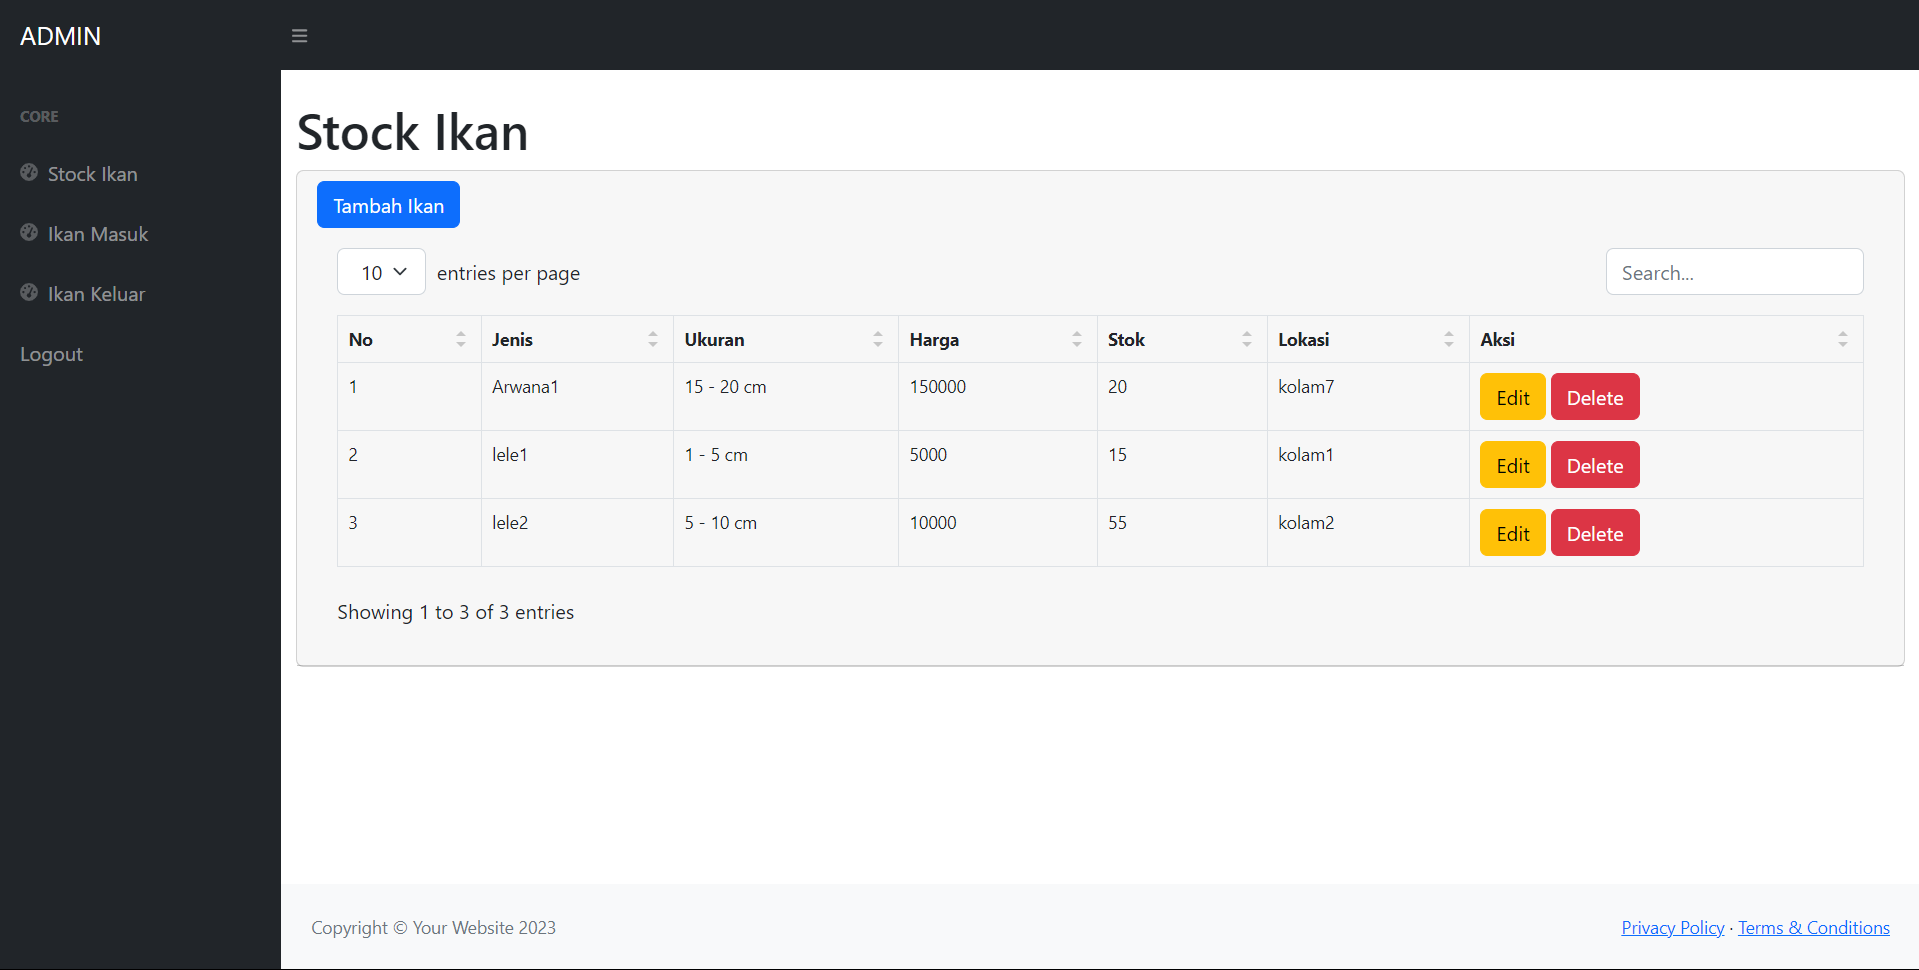 ADMIN
CORE
Stock Ikan
Ikan Masuk
Ikan Keluar
Logout
Stock Ikan
Tambah Ikan
10 entries per page
Search...
No Jenis Ukuran Harga Stok Lokasi Aksi
1 Arwana1 15 - 20 cm 150000 20 kolam7 Edit Delete
2 lele1 1 - 5 cm 5000 15 kolam1 Edit Delete
3 lele2 5 - 10 cm 10000 55 kolam2 Edit Delete
Showing 1 to 3 of 3 entries
Copyright © Your Website 2023
Privacy Policy · Terms & Conditions